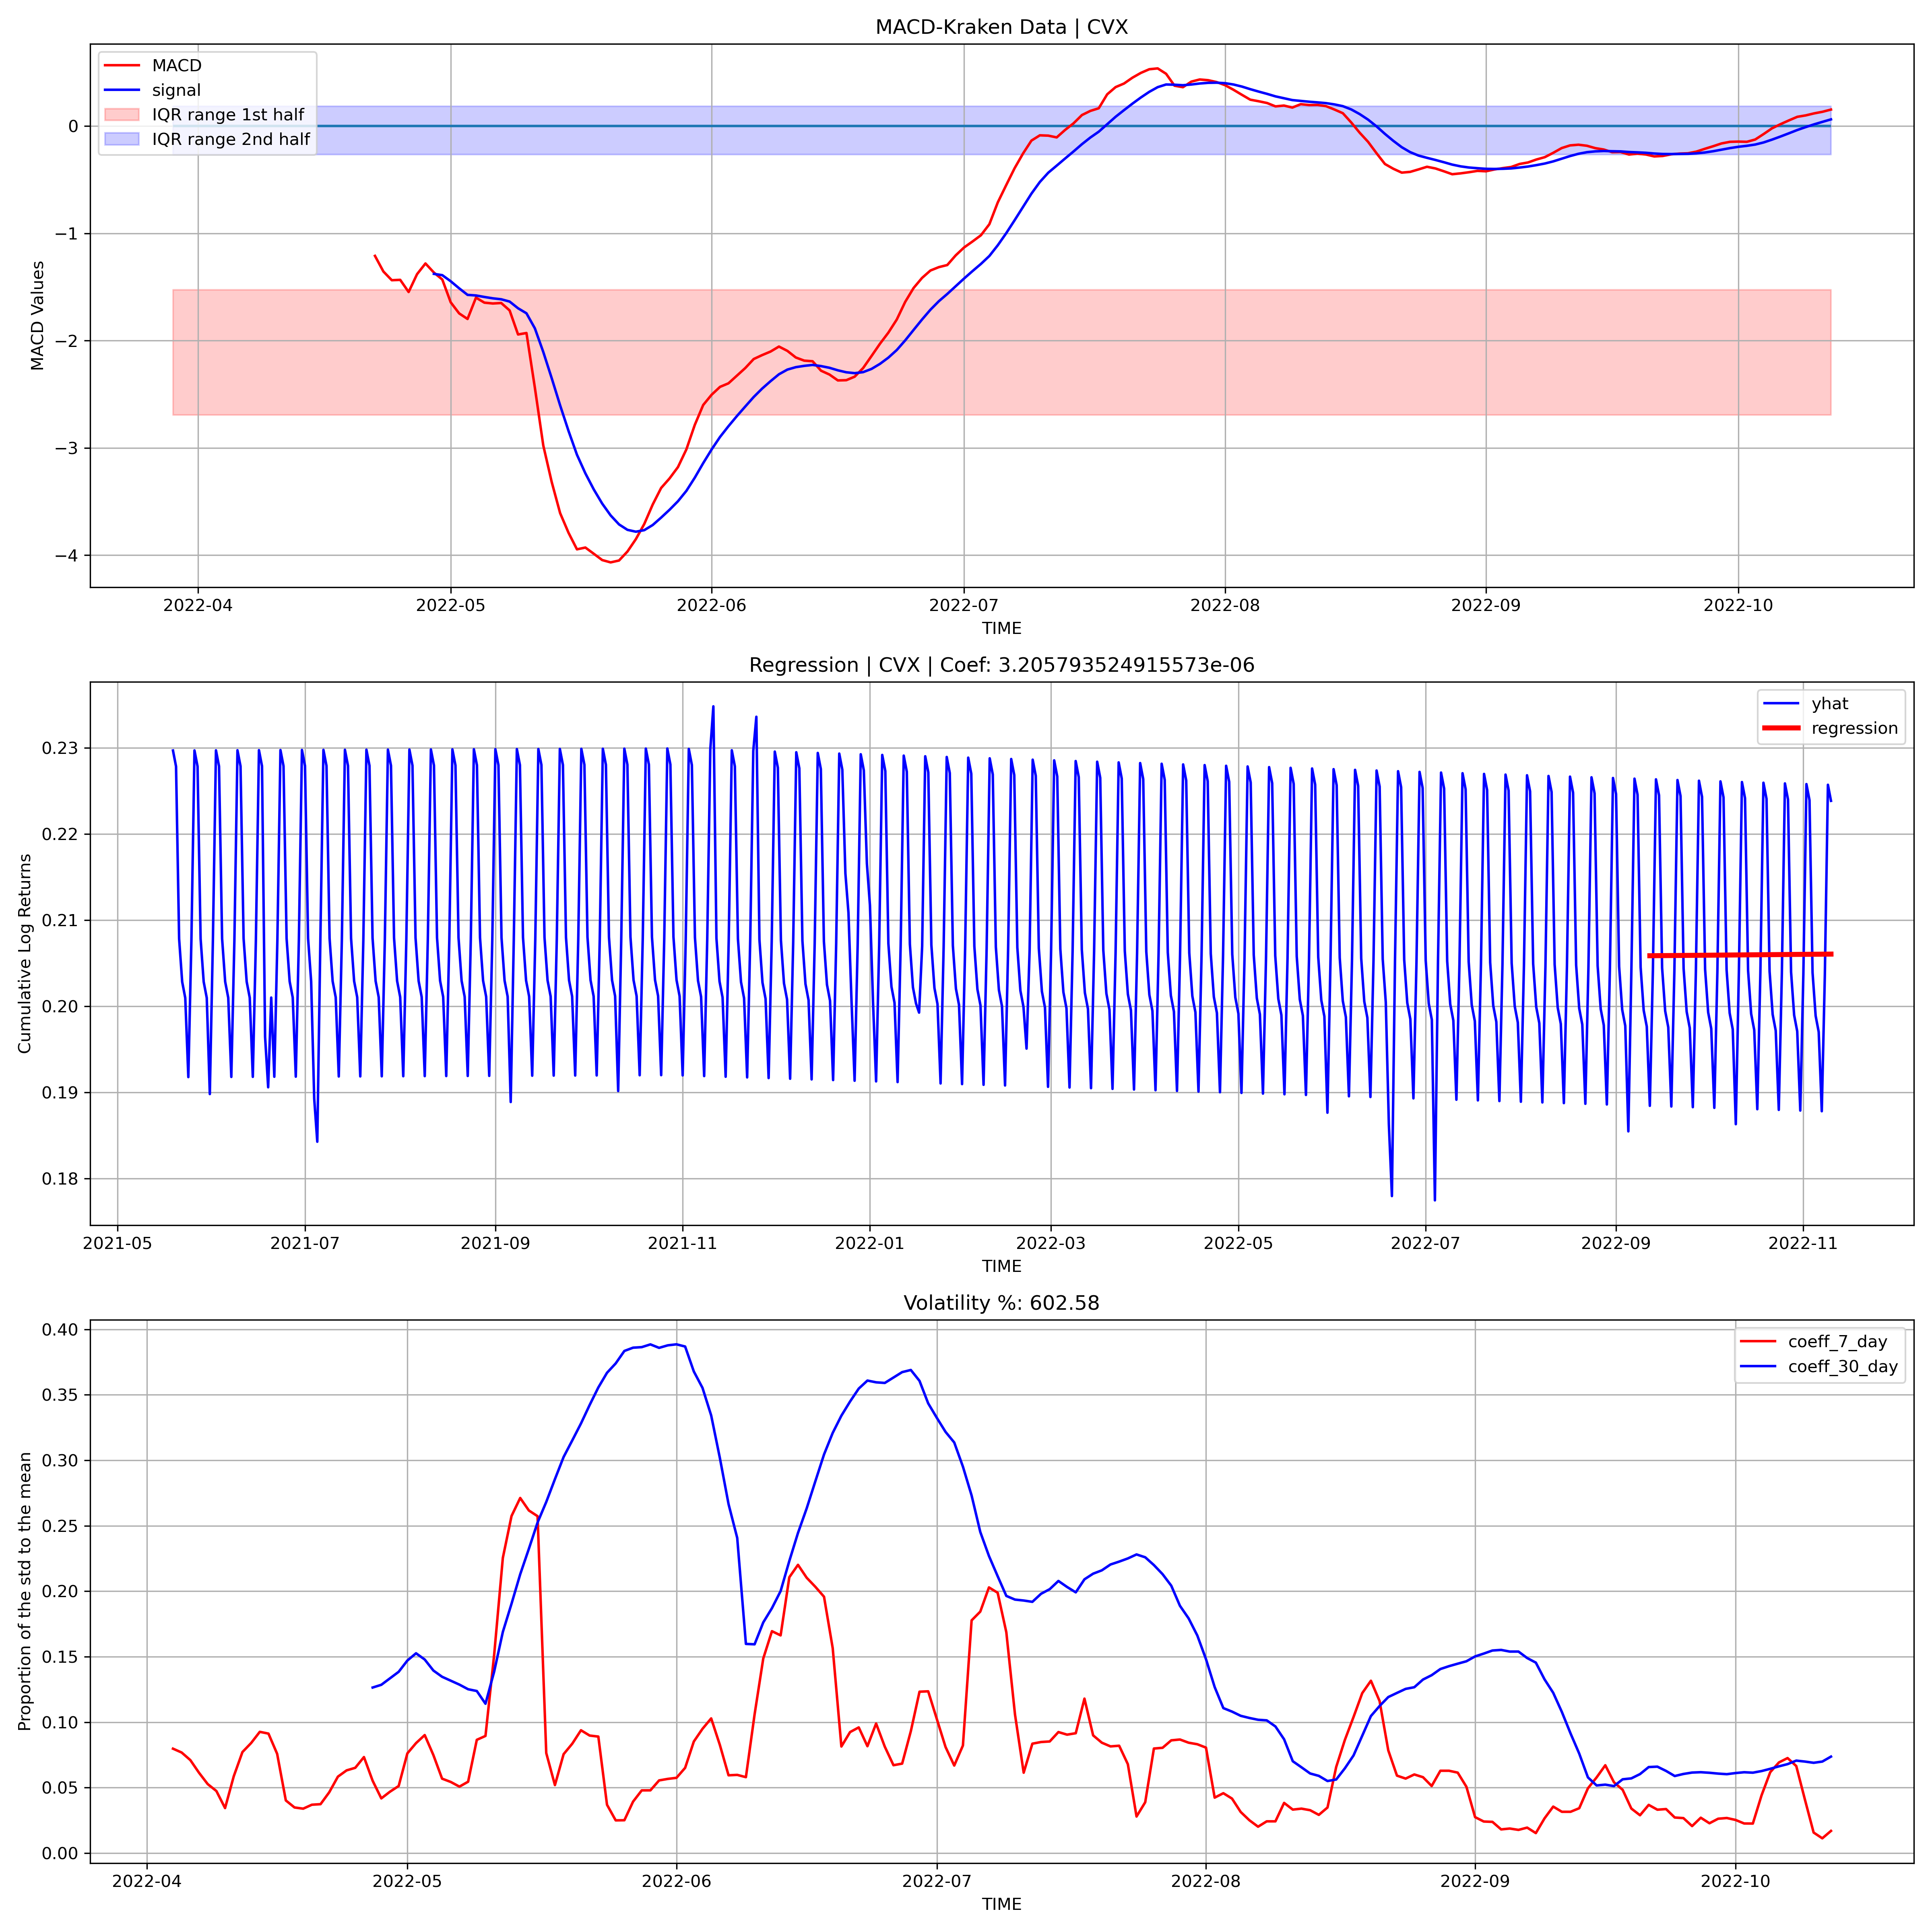 MACD-Kraken Data | CVX
MACD
signal
IQR range 1st half
IQR range 2nd half
MACD Values
0
−1
−2
−3
−4
2022-04 2022-05 2022-06 2022-07 2022-08 2022-09 2022-10
TIME
Regression | CVX | Coef: 3.205793524915573e-06
yhat
regression
Cumulative Log Returns
0.23
0.22
0.21
0.20
0.19
0.18
2021-05 2021-07 2021-09 2021-11 2022-01 2022-03 2022-05 2022-07 2022-09 2022-11
TIME
Volatility %: 602.58
coeff_7_day
coeff_30_day
Proportion of the std to the mean
0.40
0.35
0.30
0.25
0.20
0.15
0.10
0.05
0.00
2022-04 2022-05 2022-06 2022-07 2022-08 2022-09 2022-10
TIME